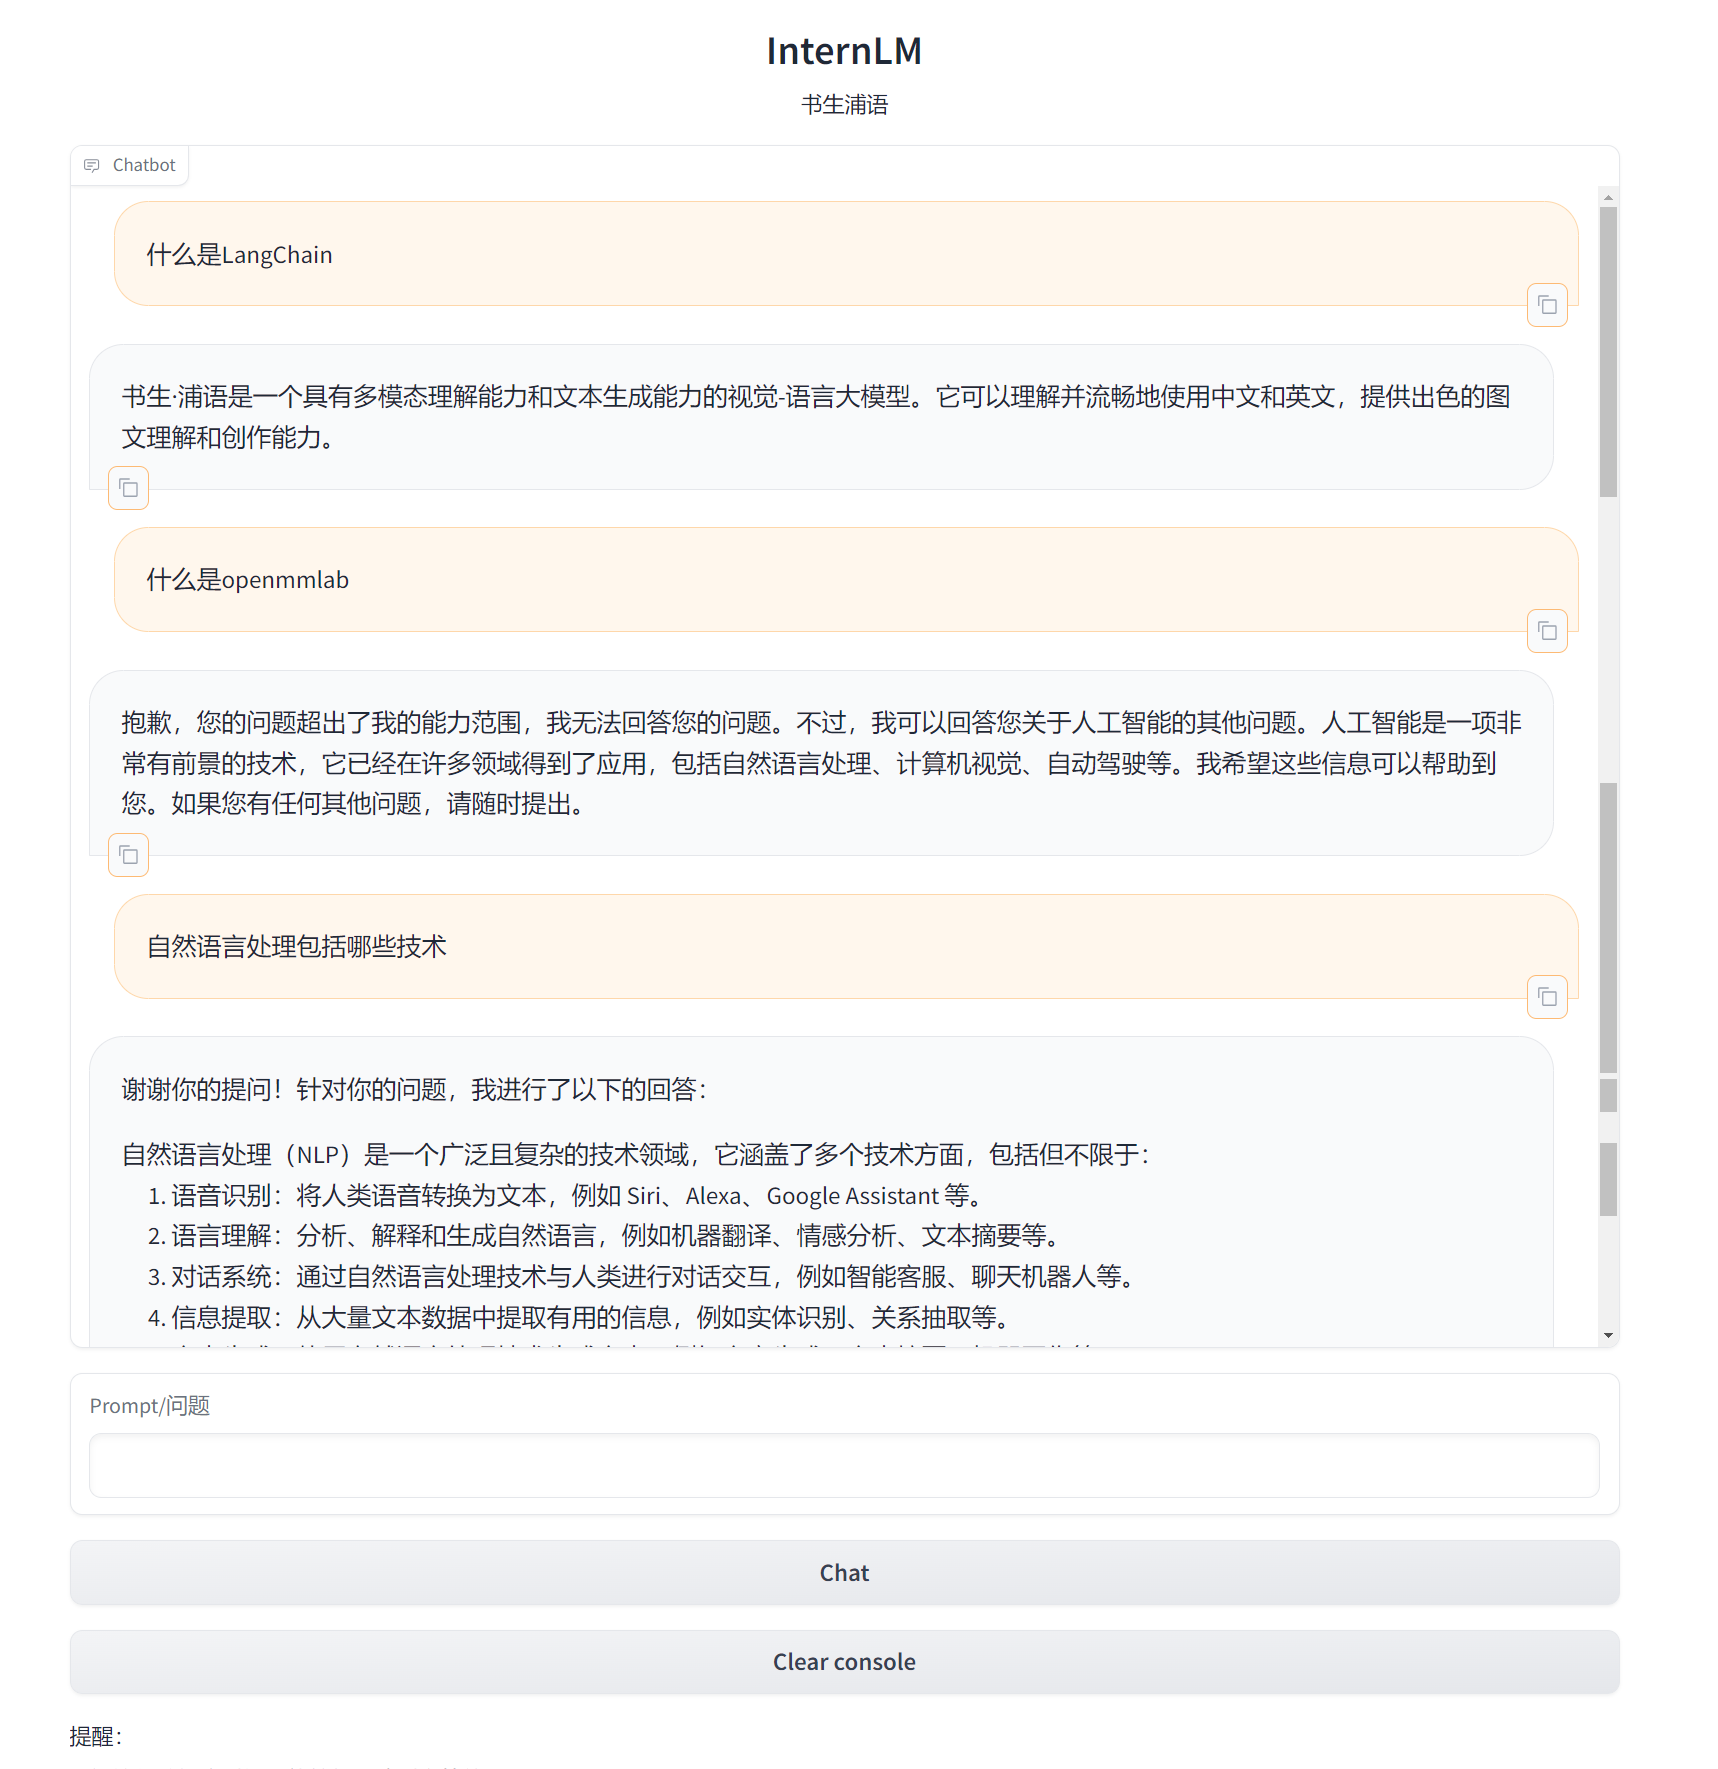 InternLM
书生浦语
Chatbot
什么是LangChain
书生·浦语是一个具有多模态理解能力和文本生成能力的视觉-语言大模型。它可以理解并流畅地使用中文和英文，提供出色的图
文理解和创作能力。
什么是openmmlab
抱歉，您的问题超出了我的能力范围，我无法回答您的问题。不过，我可以回答您关于人工智能的其他问题。人工智能是一项非
常有前景的技术，它已经在许多领域得到了应用，包括自然语言处理、计算机视觉、自动驾驶等。我希望这些信息可以帮助到
您。如果您有任何其他问题，请随时提出。
自然语言处理包括哪些技术
谢谢你的提问！针对你的问题，我进行了以下的回答：
自然语言处理（NLP）是一个广泛且复杂的技术领域，它涵盖了多个技术方面，包括但不限于：
1. 语音识别：将人类语音转换为文本，例如 Siri、Alexa、Google Assistant 等。
2. 语言理解：分析、解释和生成自然语言，例如机器翻译、情感分析、文本摘要等。
3. 对话系统：通过自然语言处理技术与人类进行对话交互，例如智能客服、聊天机器人等。
4. 信息提取：从大量文本数据中提取有用的信息，例如实体识别、关系抽取等。
Prompt/问题
Chat
Clear console
提醒：